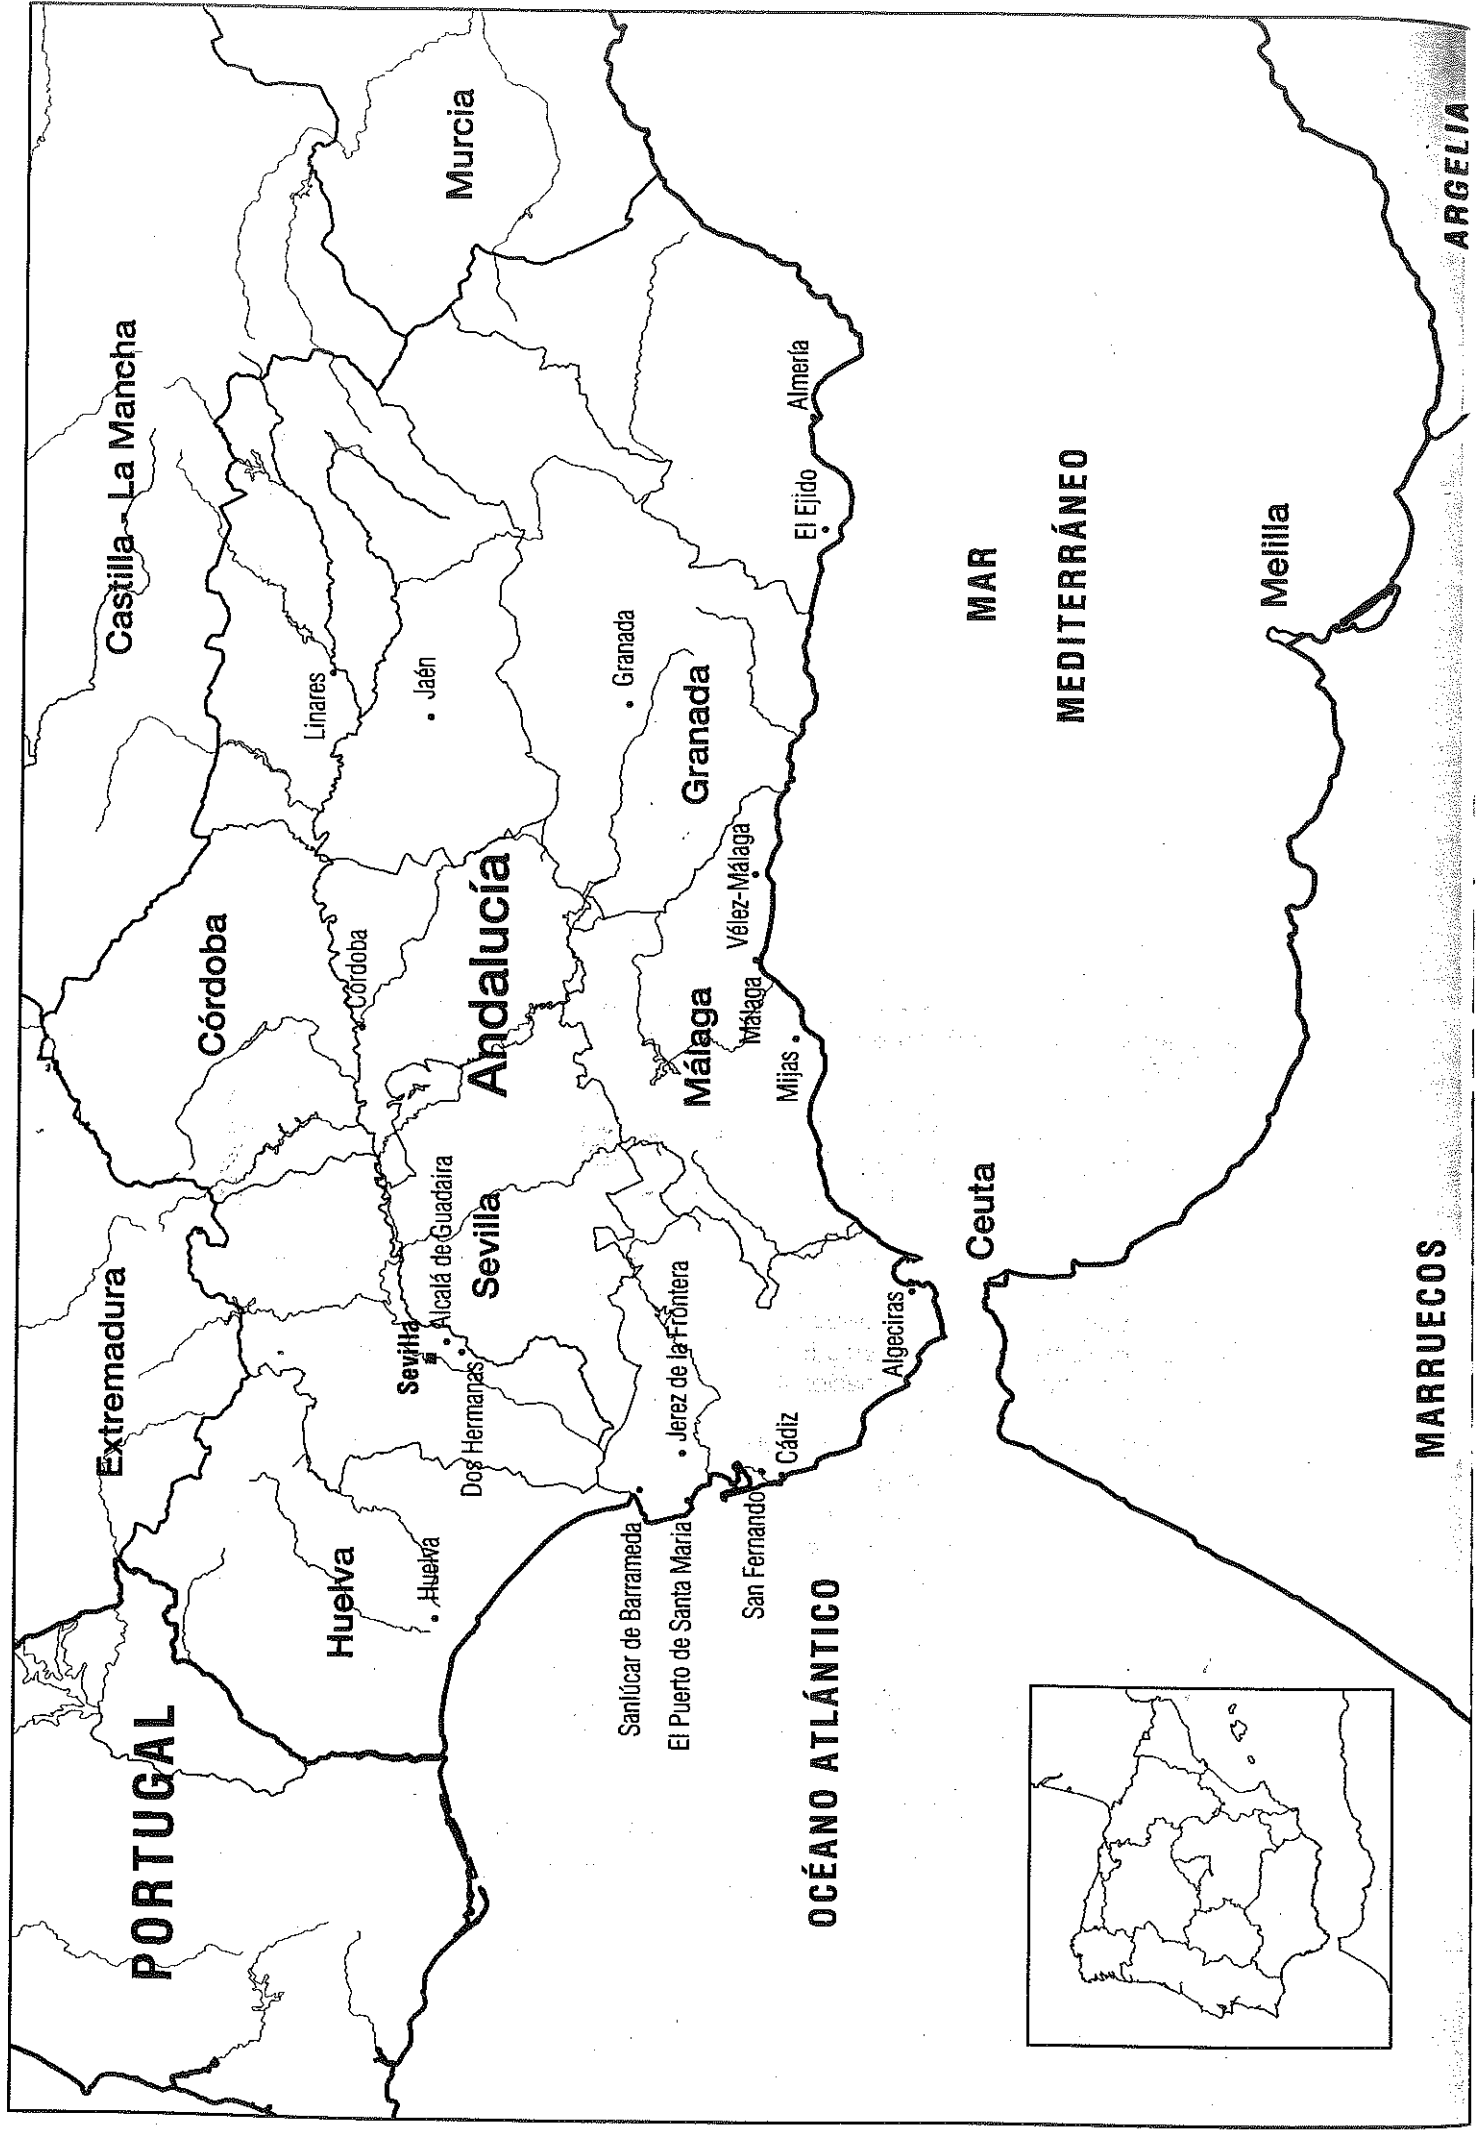 Castilla - La Mancha
Murcia
Extremadura
PORTUGAL
Córdoba
Linares
Jaén
Córdoba
Huelva
Huelva
Sevilla
Alcalá de Guadaira
Dos Hermanas
Sevilla
Andalucía
Granada
Granada
Málaga
Málaga
Vélez-Málaga
Mijas
El Ejido
Almería
Sanlúcar de Barrameda
Jerez de la Frontera
El Puerto de Santa María
San Fernando
Cádiz
Algeciras
OCÉANO ATLÁNTICO
MAR
MEDITERRÁNEO
Ceuta
Melilla
MARRUECOS
ARGELIA